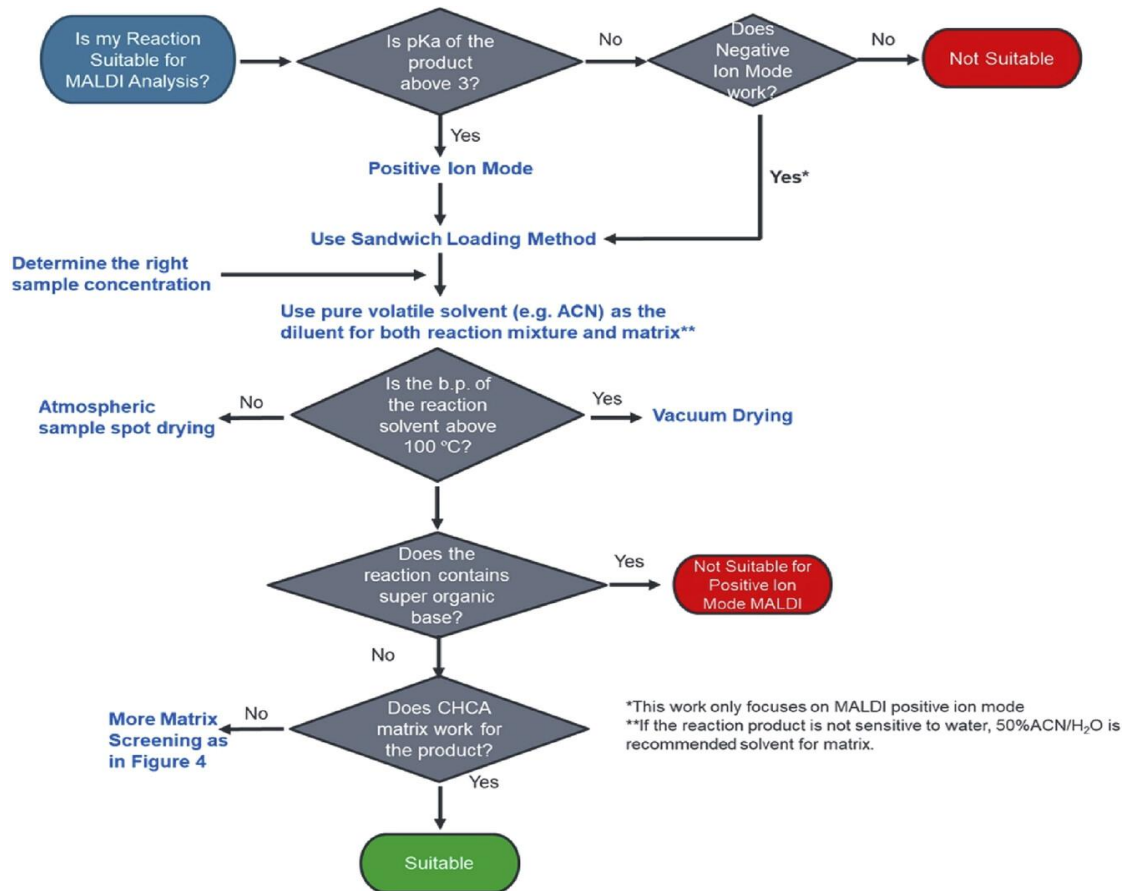 Is my Reaction
Suitable for
MALDI Analysis?
Is pKa of the
product
above 3?
No
Does
Negative
Ion Mode
work?
No
Not Suitable
Yes
Positive Ion Mode
Yes*
Use Sandwich Loading Method
Determine the right
sample concentration
Use pure volatile solvent (e.g. ACN) as the
diluent for both reaction mixture and matrix**
Is the b.p. of
the reaction
solvent above
100 °C?
No
Atmospheric
sample spot drying
Yes
Vacuum Drying
Does the
reaction contains
super organic
base?
Yes
Not Suitable for
Positive Ion
Mode MALDI
No
Does CHCA
matrix work for
the product?
No
More Matrix
Screening as
in Figure 4
*This work only focuses on MALDI positive ion mode
**If the reaction product is not sensitive to water, 50%ACN/H₂O is
recommended solvent for matrix.
Yes
Suitable